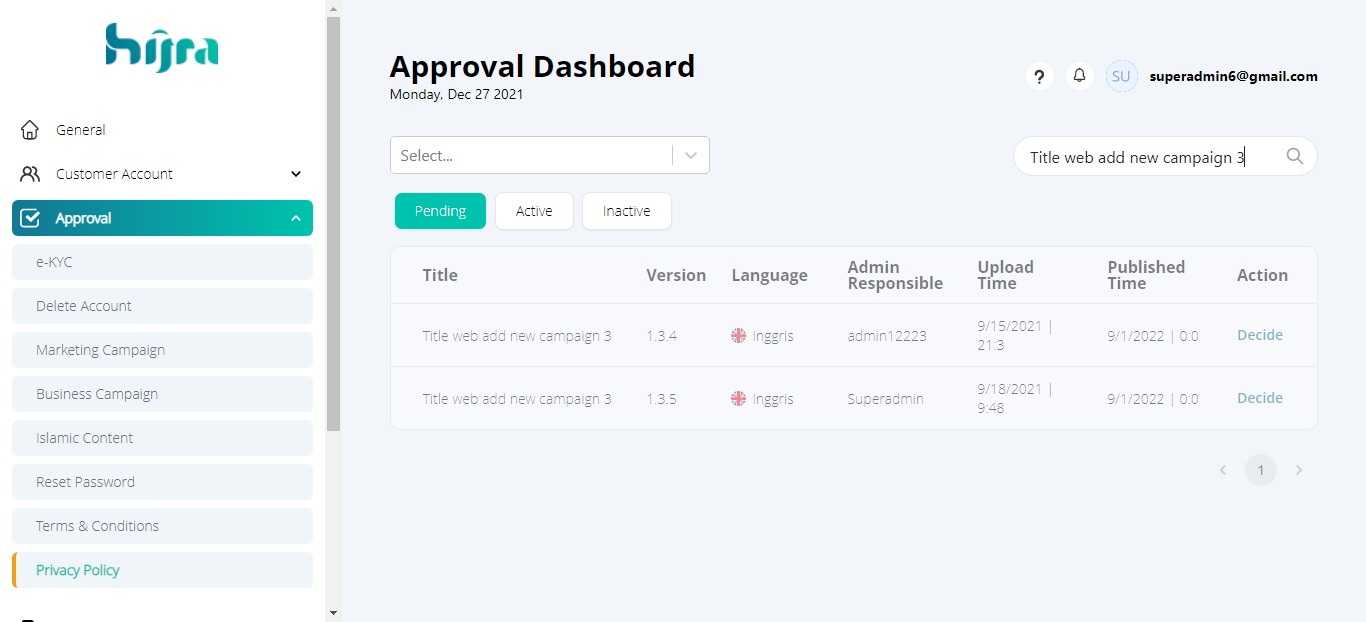 hijra
General
Customer Account
Approval
e-KYC
Delete Account
Marketing Campaign
Business Campaign
Islamic Content
Reset Password
Terms & Conditions
Privacy Policy
Approval Dashboard
Monday, Dec 27 2021
? SU superadmin6@gmail.com
Select...
Title web add new campaign 3
Pending Active Inactive
Title Version Language Admin Responsible Upload Time Published Time Action
Title web add new campaign 3 1.3.4 Inggris admin12223 9/15/2021 | 21:3 9/1/2022 | 0:0 Decide
Title web add new campaign 3 1.3.5 Inggris Superadmin 9/18/2021 | 9:48 9/1/2022 | 0:0 Decide
< 1 >